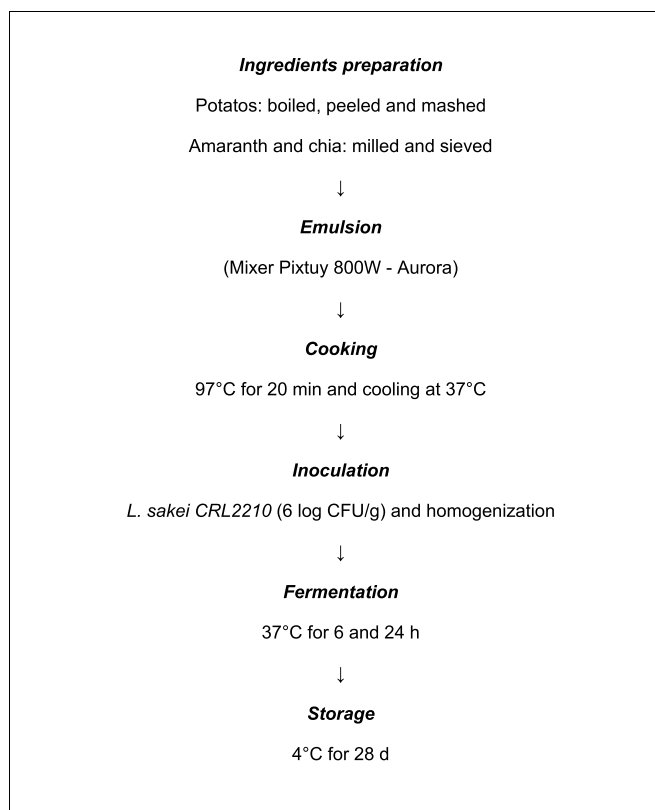 Ingredients preparation
Potatos: boiled, peeled and mashed
Amaranth and chia: milled and sieved
↓
Emulsion
(Mixer Pixtuy 800W - Aurora)
↓
Cooking
97°C for 20 min and cooling at 37°C
↓
Inoculation
L. sakei CRL2210 (6 log CFU/g) and homogenization
↓
Fermentation
37°C for 6 and 24 h
↓
Storage
4°C for 28 d